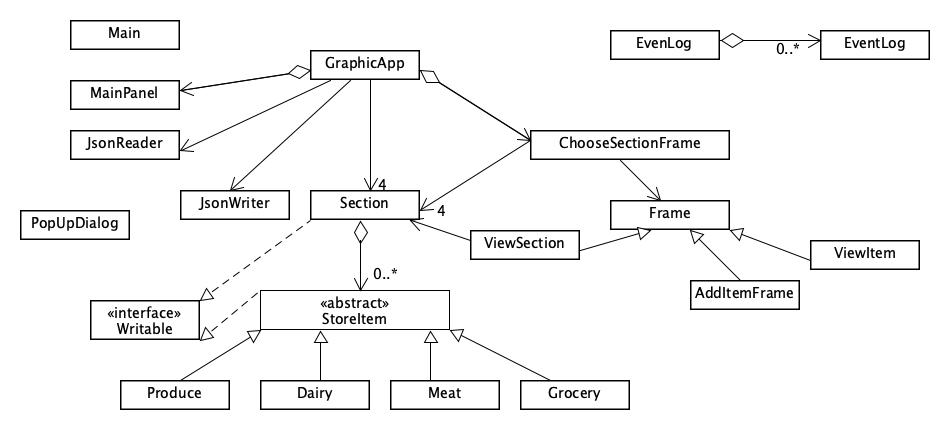 Main
EvenLog
EventLog
0..*
GraphicApp
MainPanel
JsonReader
ChooseSectionFrame
4
JsonWriter
Section
4
Frame
PopUpDialog
ViewSection
ViewItem
0..*
AddItemFrame
«interface»
Writable
«abstract»
StoreItem
Produce
Dairy
Meat
Grocery